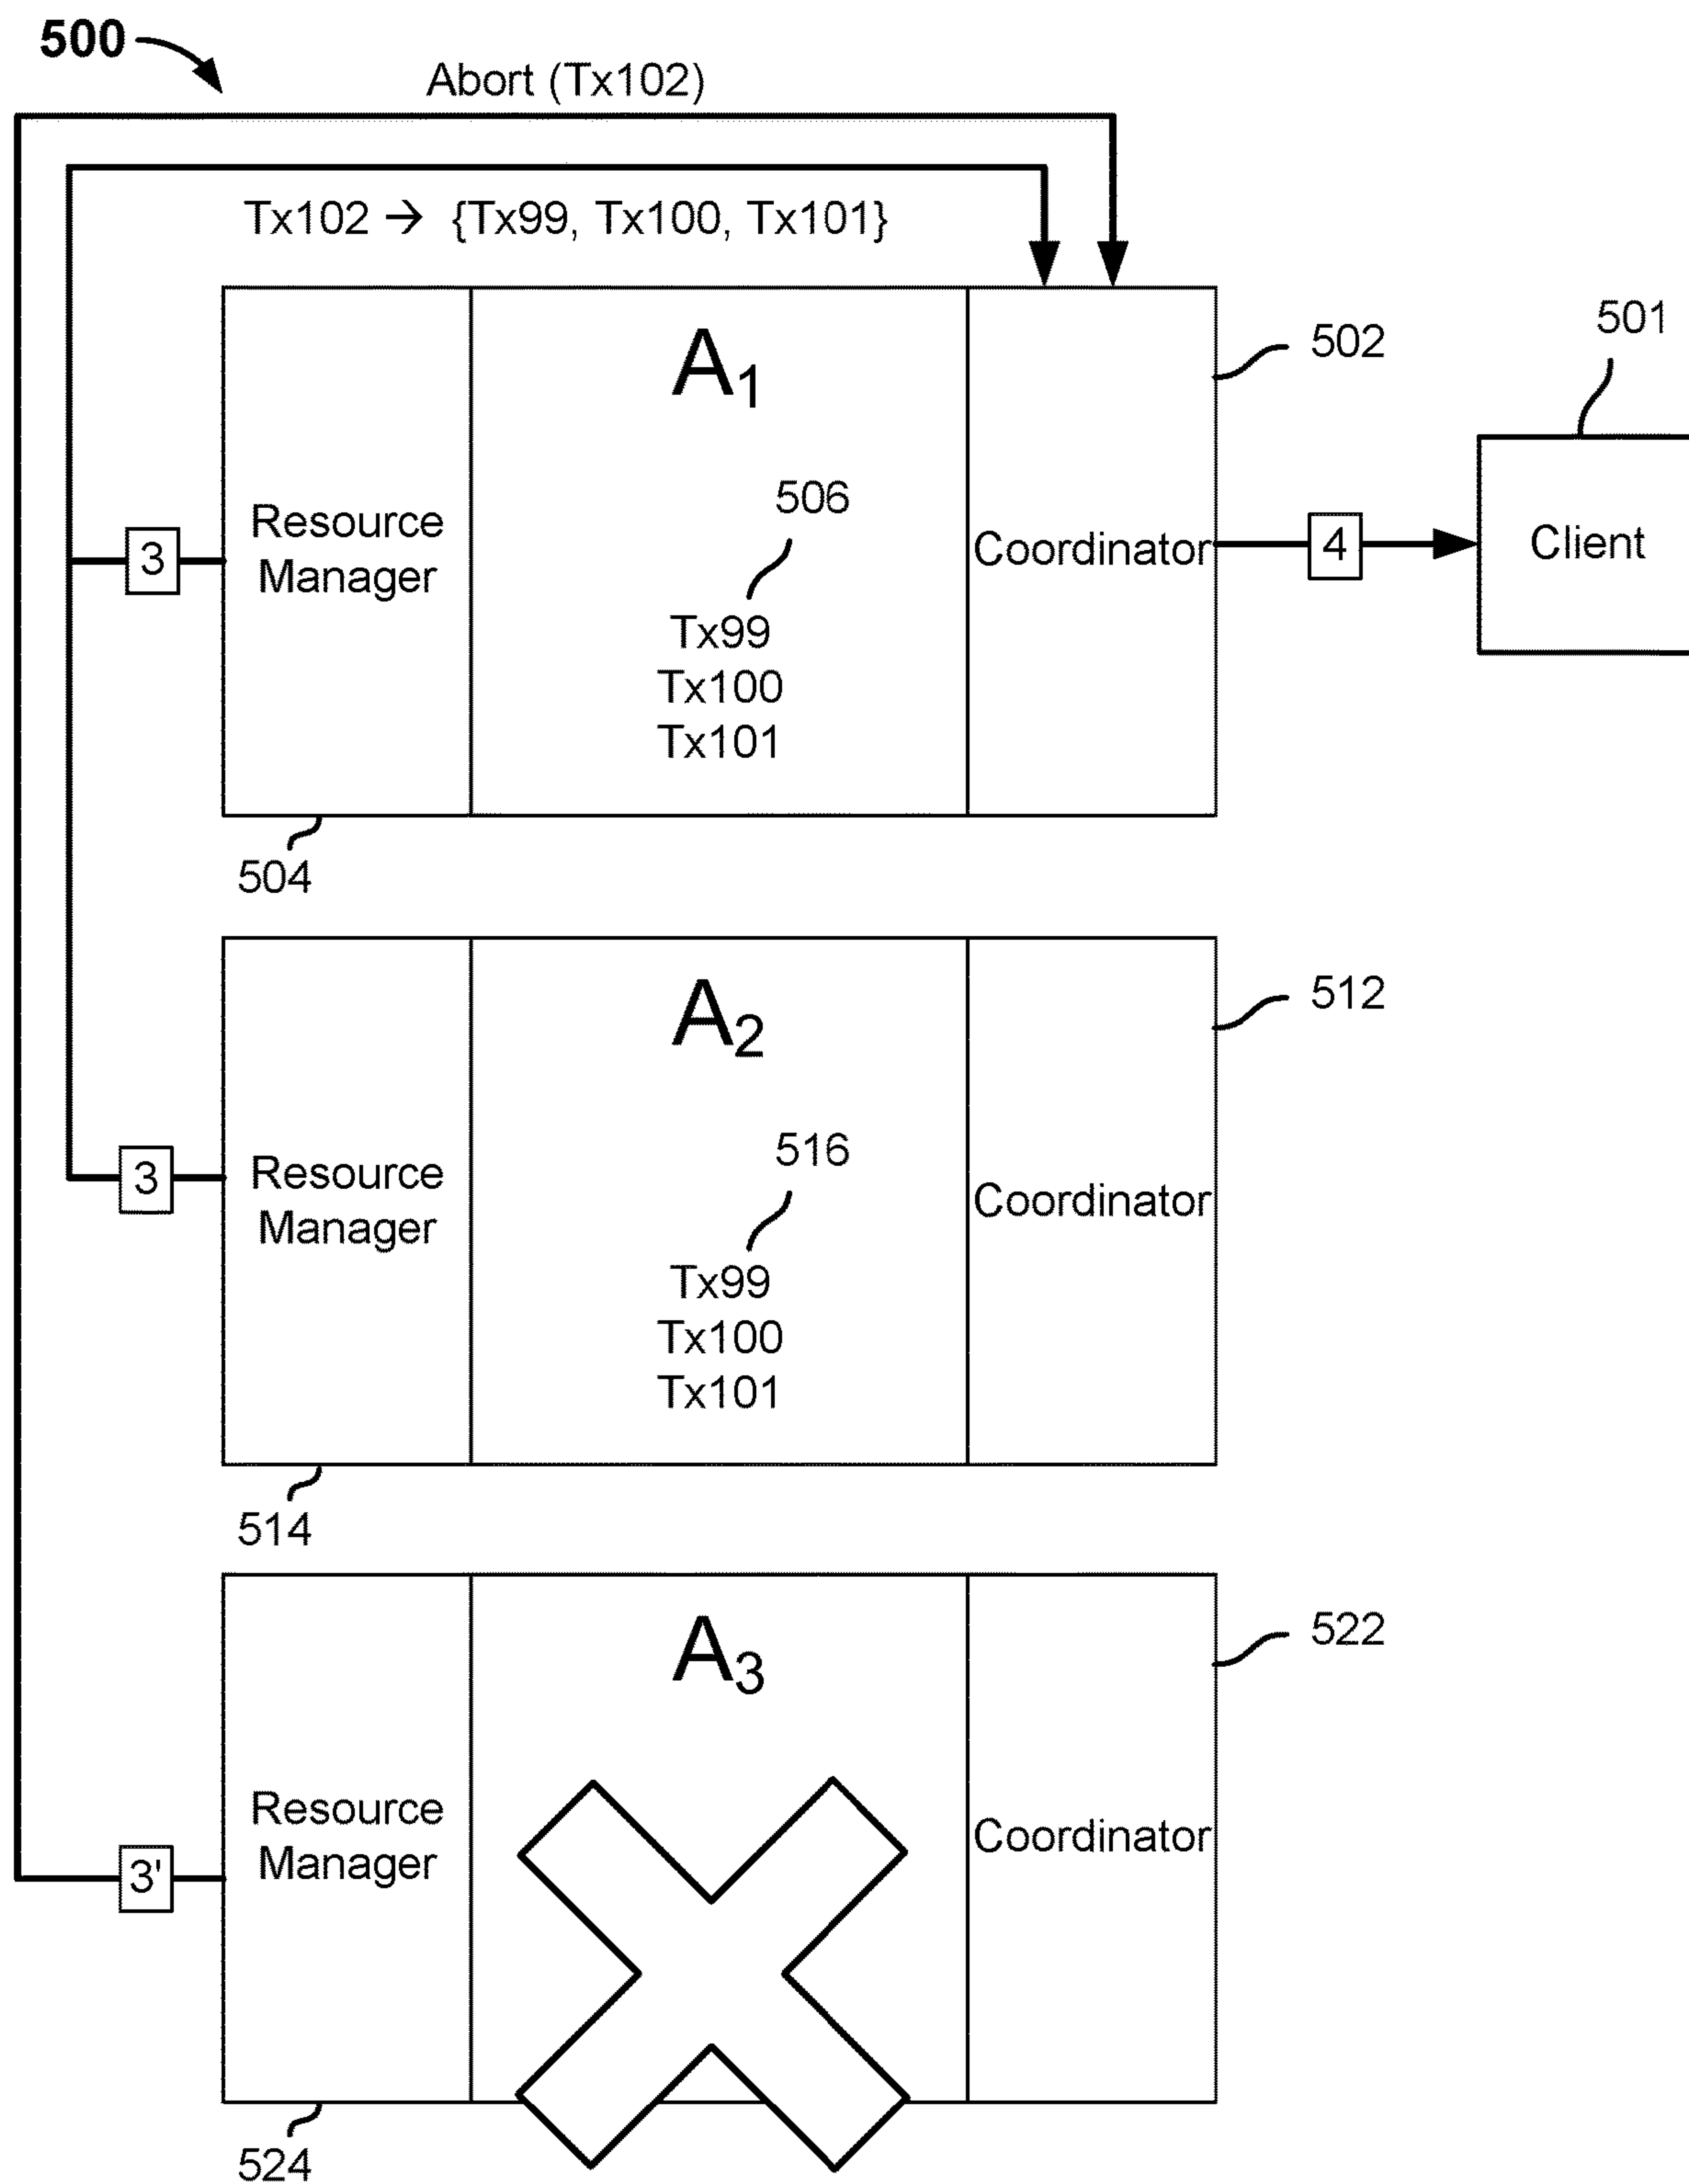 500
Abort (Tx102)
Tx102 → {Tx99, Tx100, Tx101}
A1
502
501
506
Resource
Manager
3
Coordinator
4
Client
Tx99
Tx100
Tx101
504
A2
512
516
Resource
Manager
3
Coordinator
Tx99
Tx100
Tx101
514
A3
522
Resource
Manager
3'
Coordinator
524